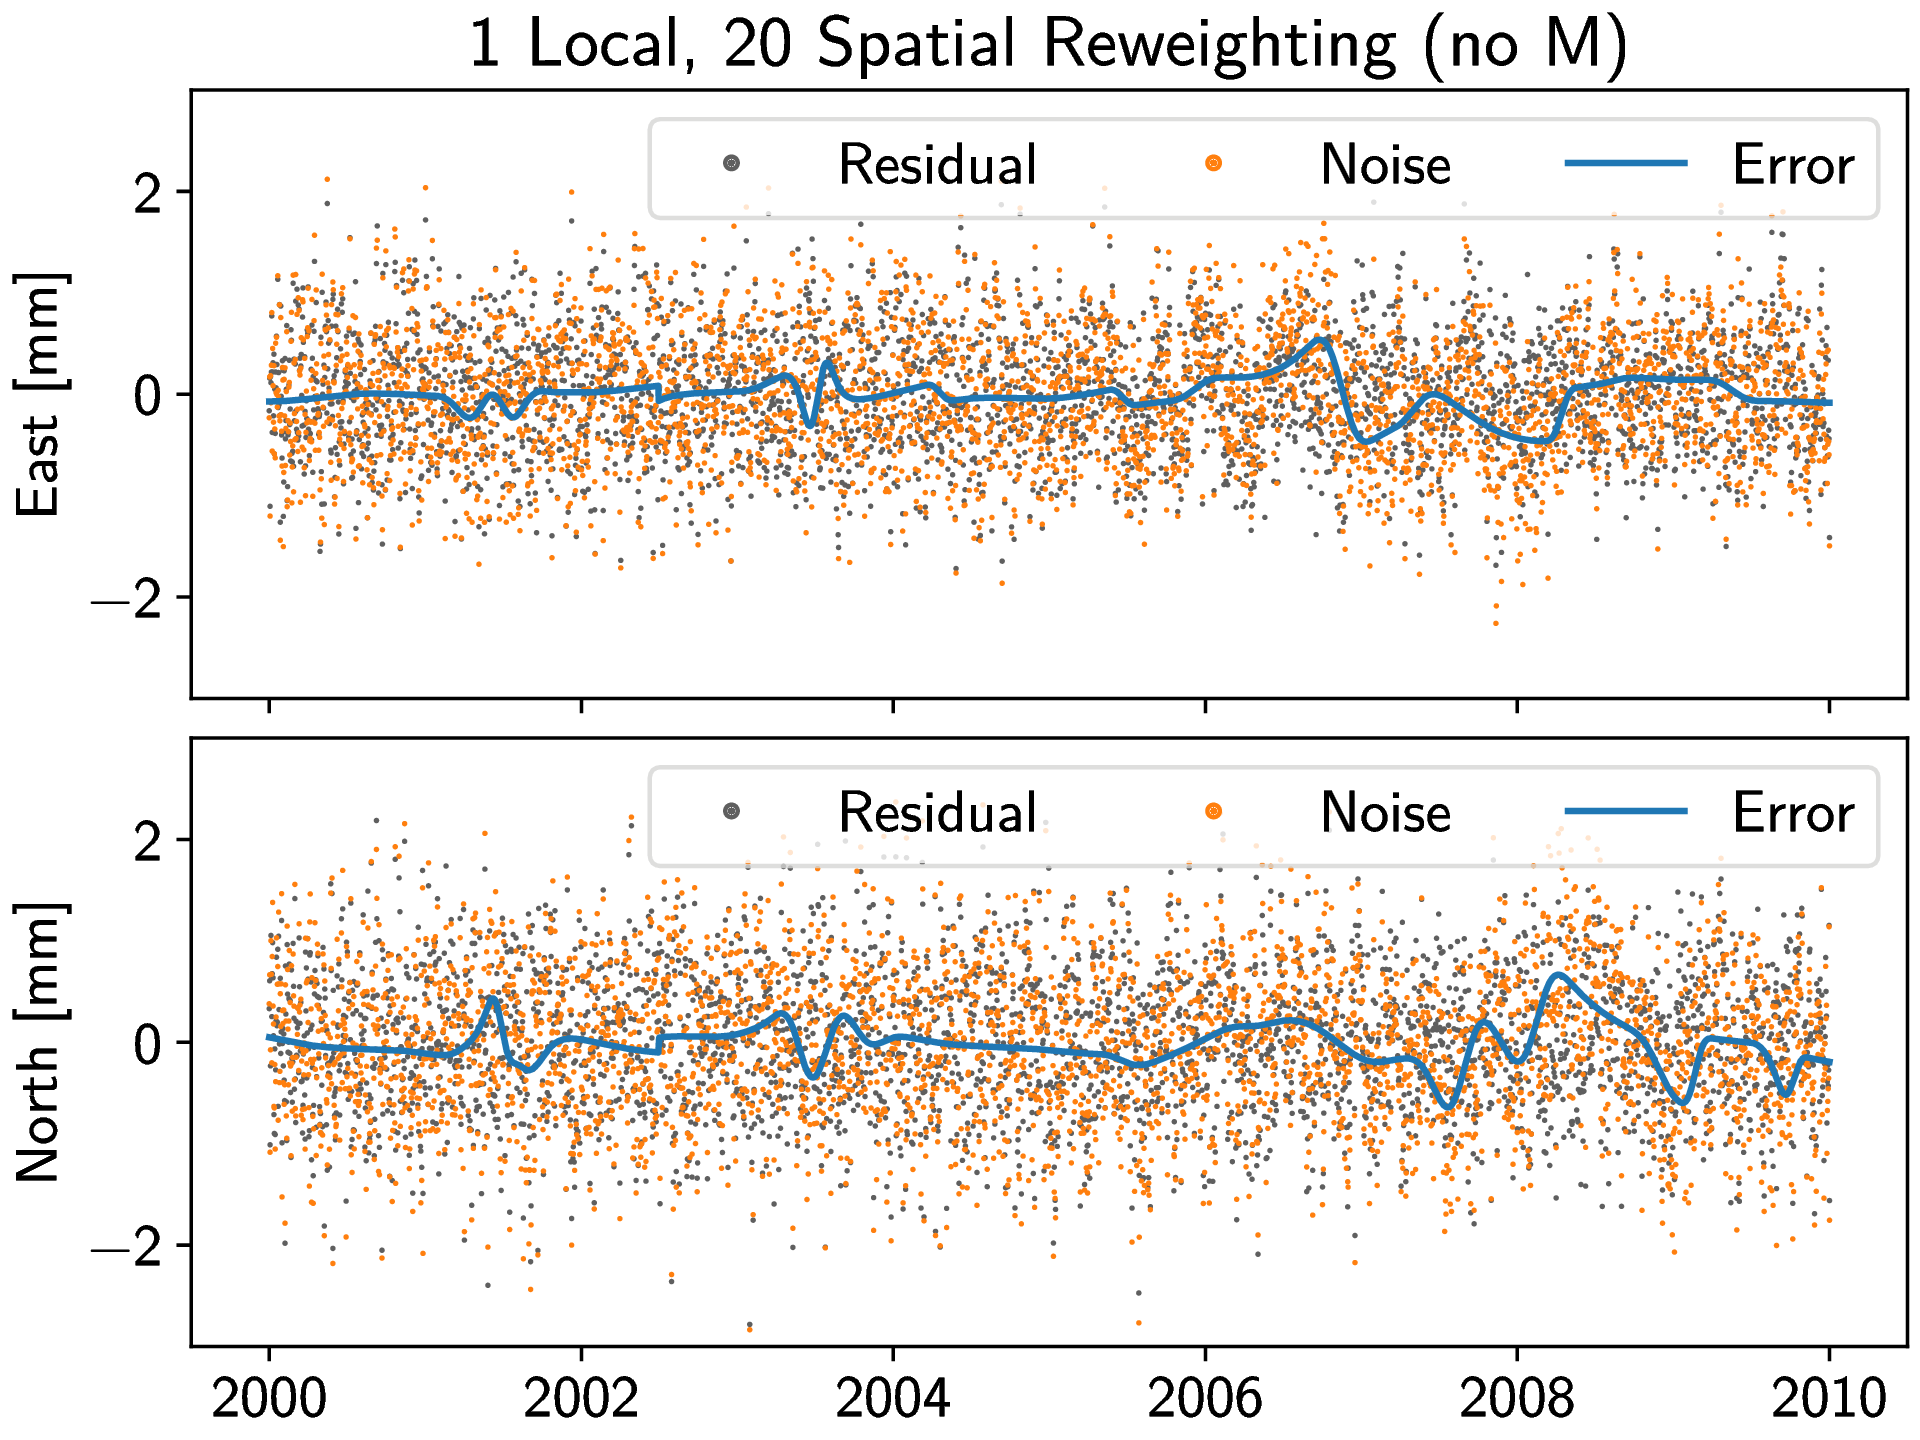 1 Local, 20 Spatial Reweighting (no M)
Residual Noise Error
2
0
−2
East [mm]
Residual Noise Error
2
0
−2
North [mm]
2000 2002 2004 2006 2008 2010